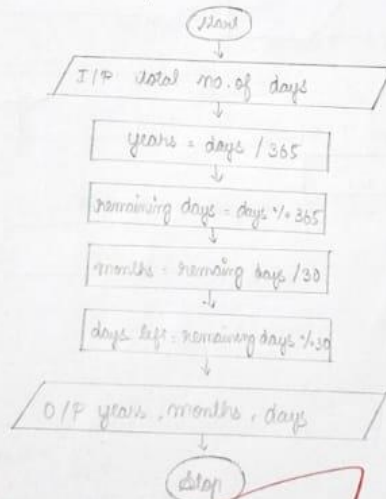 Start
I/P total no. of days
years = days / 365
remaining days = days % 365
months = remaing days / 30
days left = remaining days % 30
O/P years, months, days
Stop